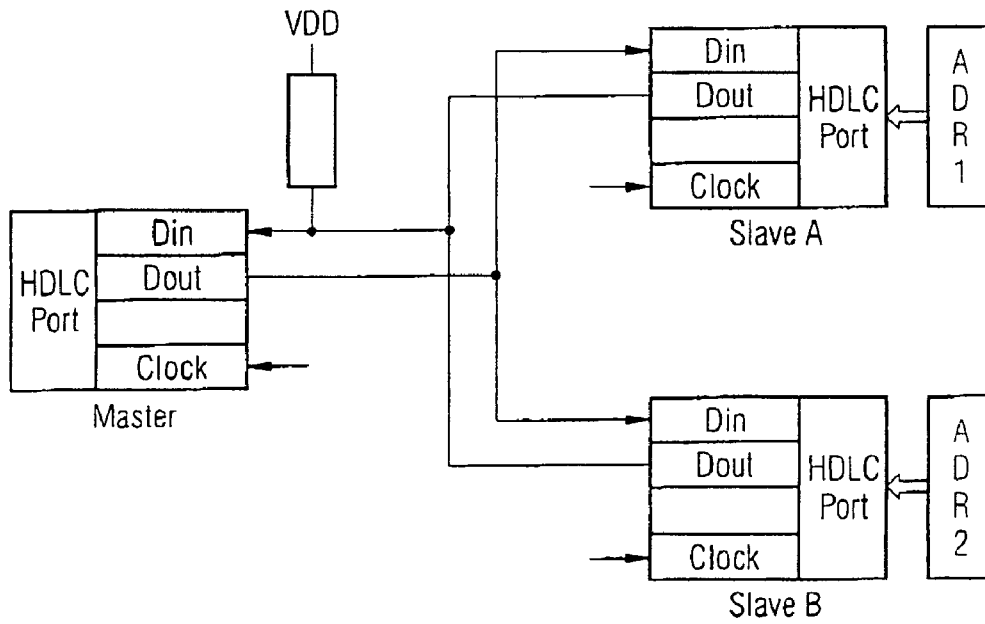 VDD
Din
Dout
Clock
HDLC
Port
A
D
R
1
Slave A
HDLC
Port
Din
Dout
Clock
Master
Din
Dout
Clock
HDLC
Port
A
D
R
2
Slave B